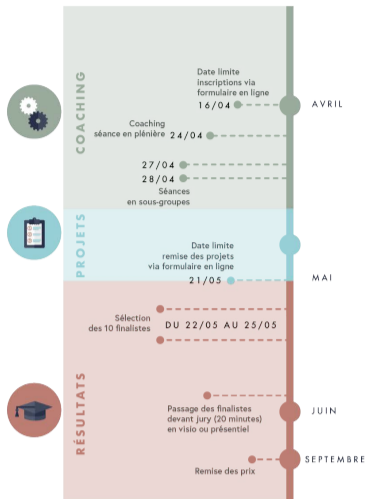 COACHING
Date limite
inscriptions via
formulaire en ligne
16/04
AVRIL
Coaching
séance en plénière
24/04
27/04
28/04
Séances
en sous-groupes
PROJETS
Date limite
remise des projets
via formulaire en ligne
21/05
MAI
RÉSULTATS
Sélection
des 10 finalistes
DU 22/05 AU 25/05
Passage des finalistes
devant jury (20 minutes)
en visio ou présentiel
JUIN
Remise des prix
SEPTEMBRE